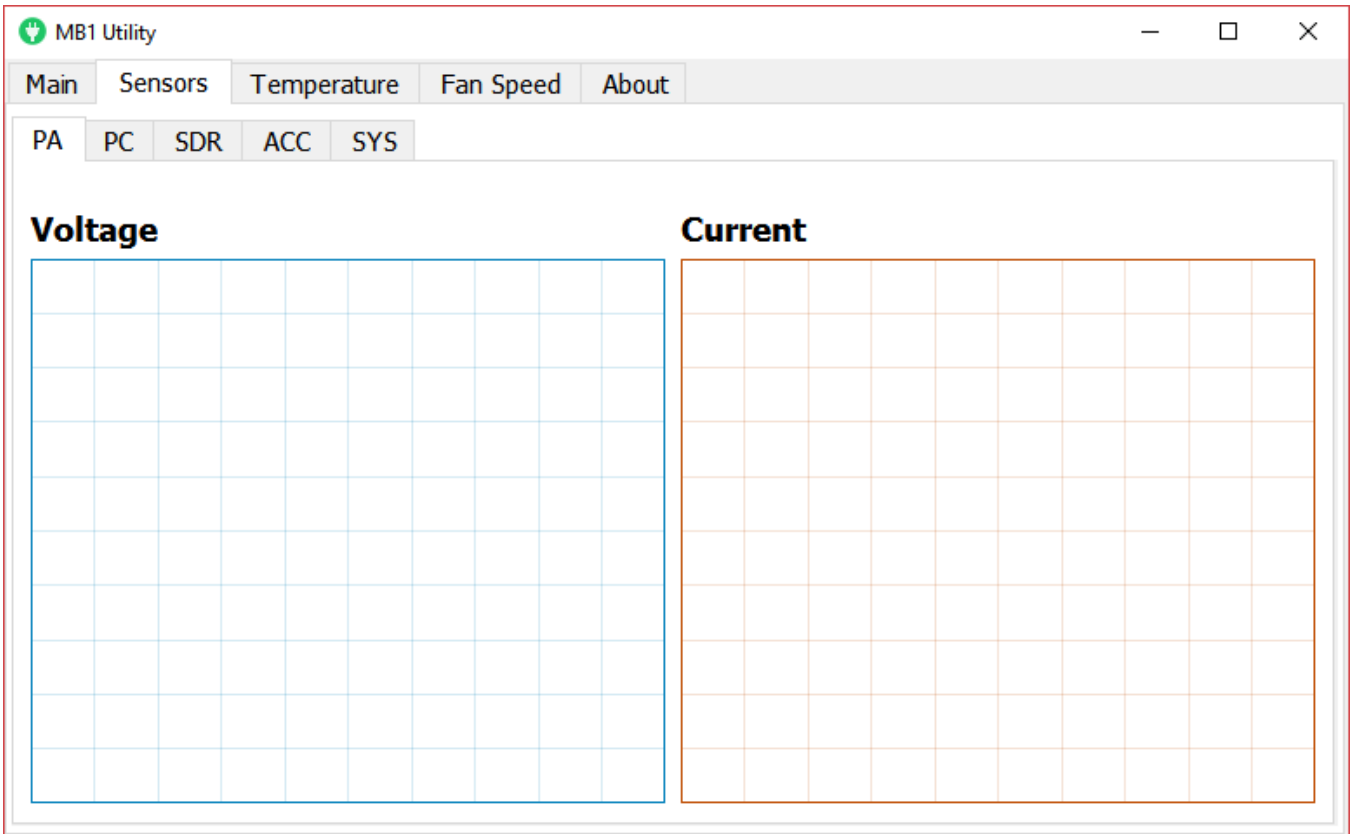 MB1 Utility
Main Sensors Temperature Fan Speed About
PA PC SDR ACC SYS
Voltage Current